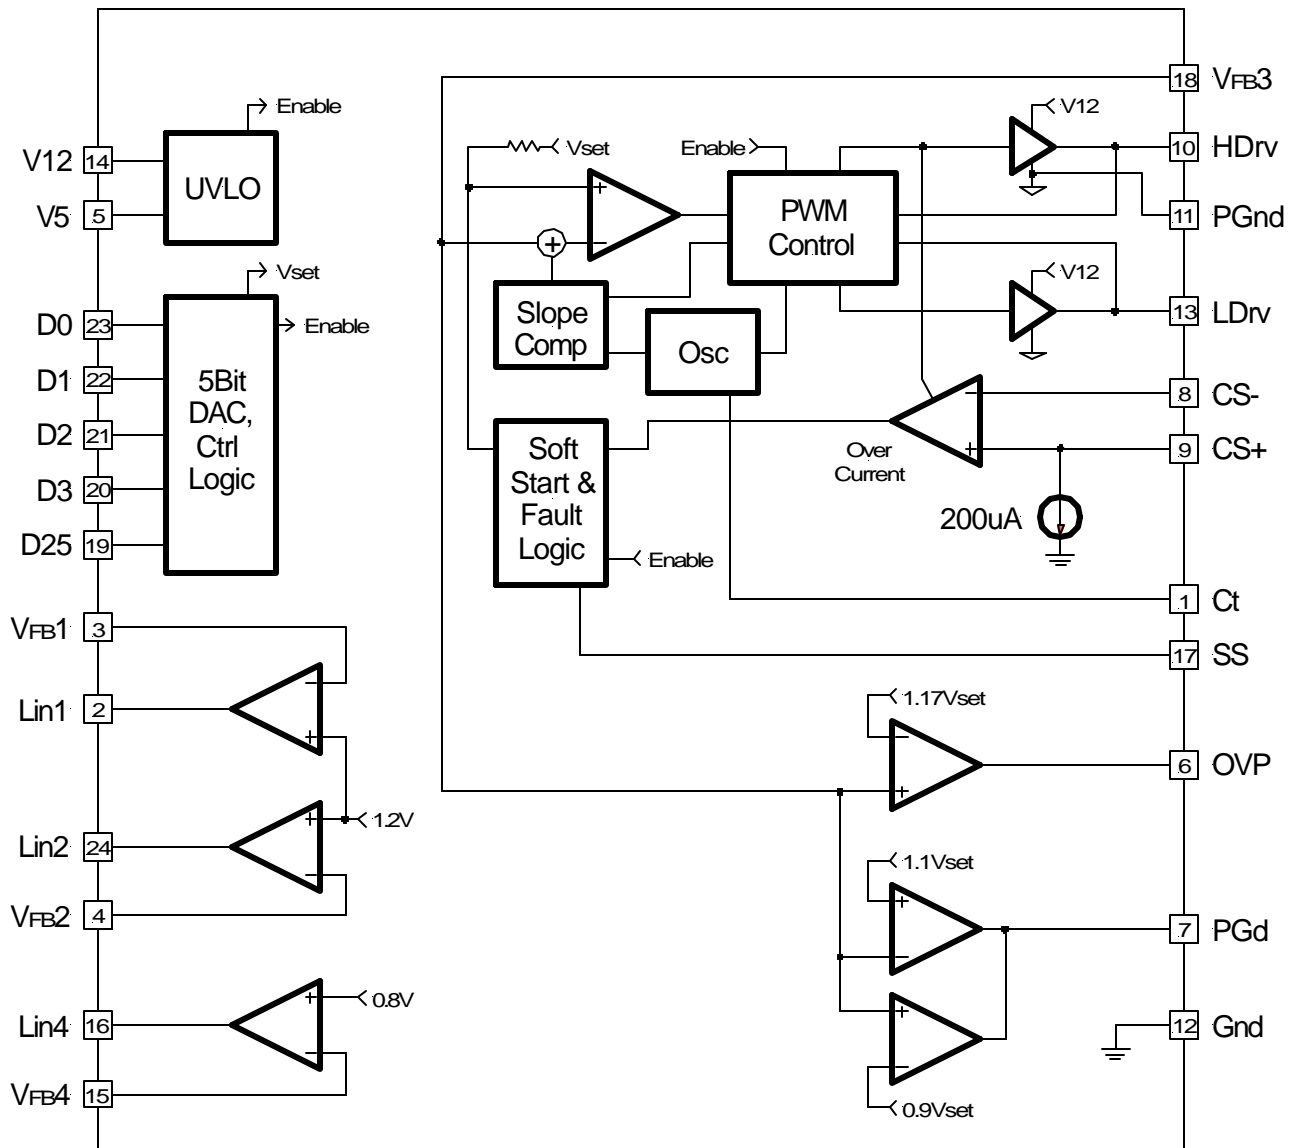 Enable
V12
14
UVLO
V5
5
Vset
Enable
D0
23
D1
22
D2
21
D3
20
D25
19
5Bit
DAC,
Ctrl
Logic
VFB1
3
Lin1
2
−
+
Lin2
24
+
−
1.2V
VFB2
4
Lin4
16
+
−
0.8V
VFB4
15
18
VFB3
Vset
Enable
V12
10
HDrv
+
−
+
PWM
Control
11
PGnd
Slope
Comp
Osc
V12
13
LDrv
−
+
8
CS-
9
CS+
Over
Current
Soft
Start &
Fault
Logic
Enable
200uA
1
Ct
17
SS
1.17Vset
−
+
6
OVP
1.1Vset
+
−
7
PGd
+
−
0.9Vset
12
Gnd